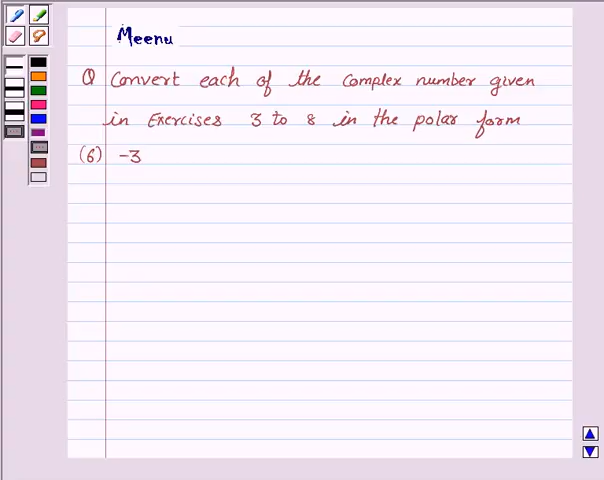 Meenu
Q Convert each of the complex number given
in Exercises 3 to 8 in the polar form
(6) -3